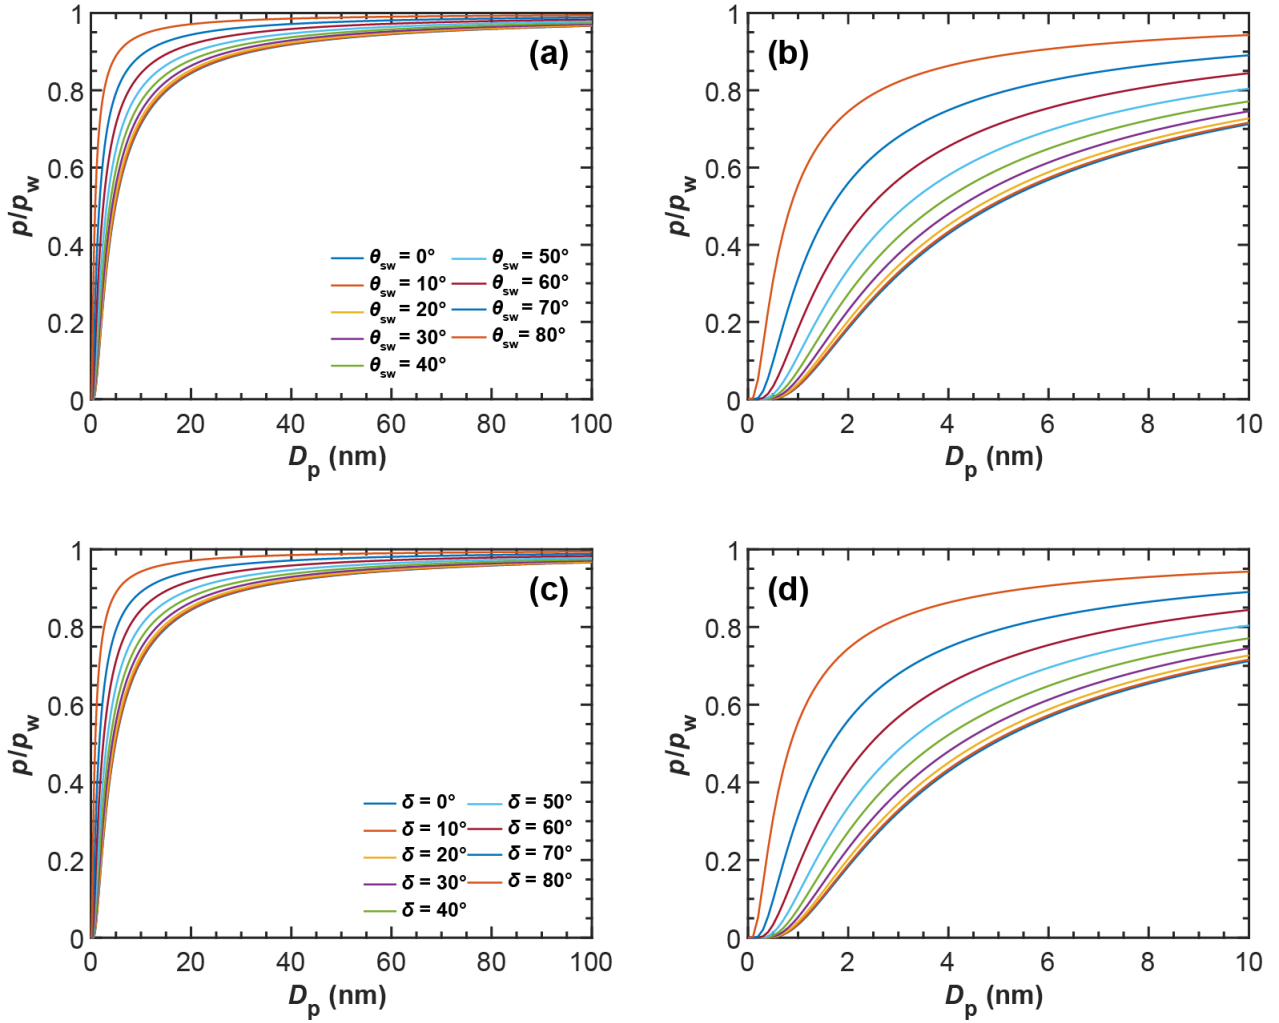 (a)
p/pw
1
0.8
0.6
0.4
0.2
0
θsw = 0°
θsw = 10°
θsw = 20°
θsw = 30°
θsw = 40°
θsw = 50°
θsw = 60°
θsw = 70°
θsw = 80°
0 20 40 60 80 100
Dp (nm)
(b)
p/pw
1
0.8
0.6
0.4
0.2
0
0 2 4 6 8 10
Dp (nm)
(c)
p/pw
1
0.8
0.6
0.4
0.2
0
δ = 0°
δ = 10°
δ = 20°
δ = 30°
δ = 40°
δ = 50°
δ = 60°
δ = 70°
δ = 80°
0 20 40 60 80 100
Dp (nm)
(d)
p/pw
1
0.8
0.6
0.4
0.2
0
0 2 4 6 8 10
Dp (nm)